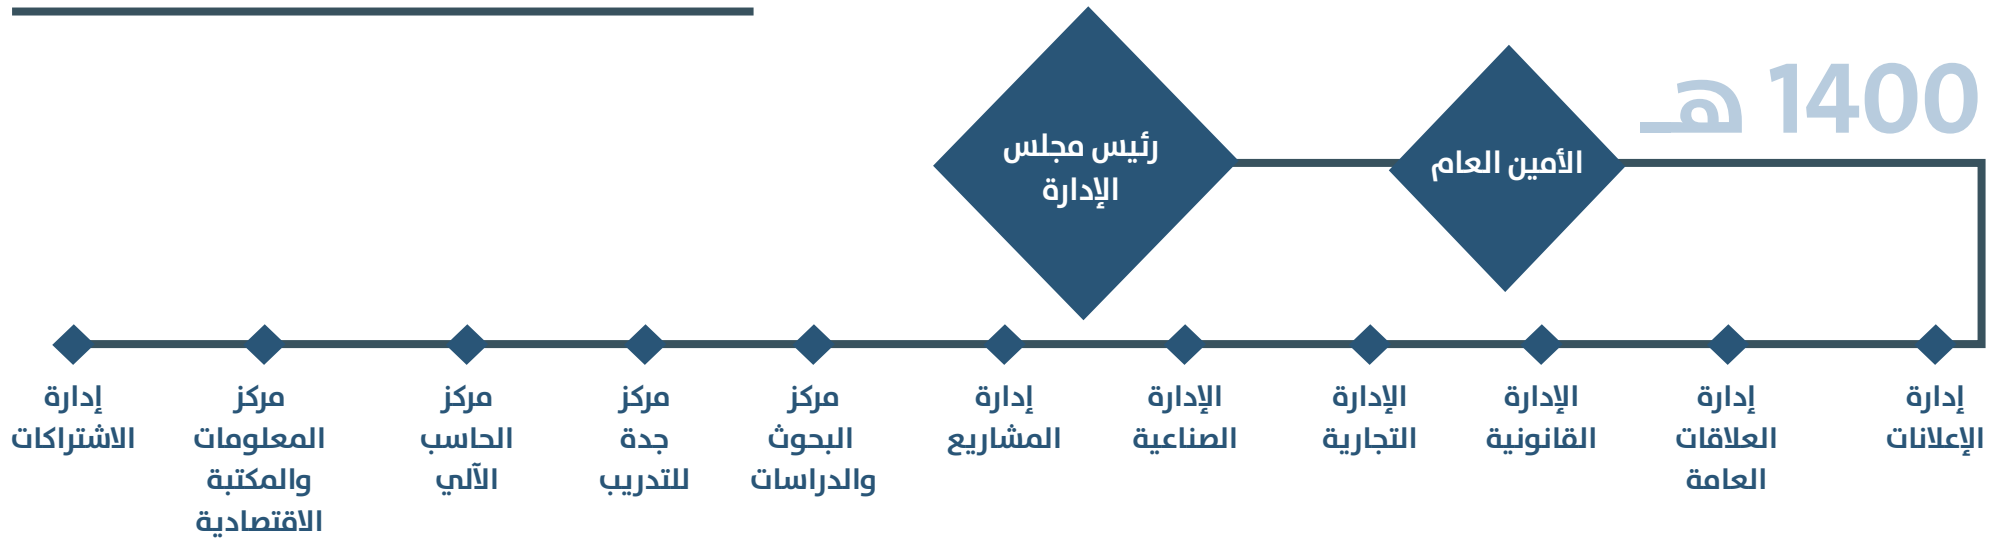 1400 هـ
الأمين العام
رئيس مجلس
الإدارة
إدارة
الإعلانات
إدارة
العلاقات
العامة
الإدارة
القانونية
الإدارة
التجارية
الإدارة
الصناعية
إدارة
المشاريع
مركز
البحوث
والدراسات
مركز
جدة
للتدريب
مركز
الحاسب
الآلي
مركز
المعلومات
والمكتبة
الاقتصادية
إدارة
الاشتراكات